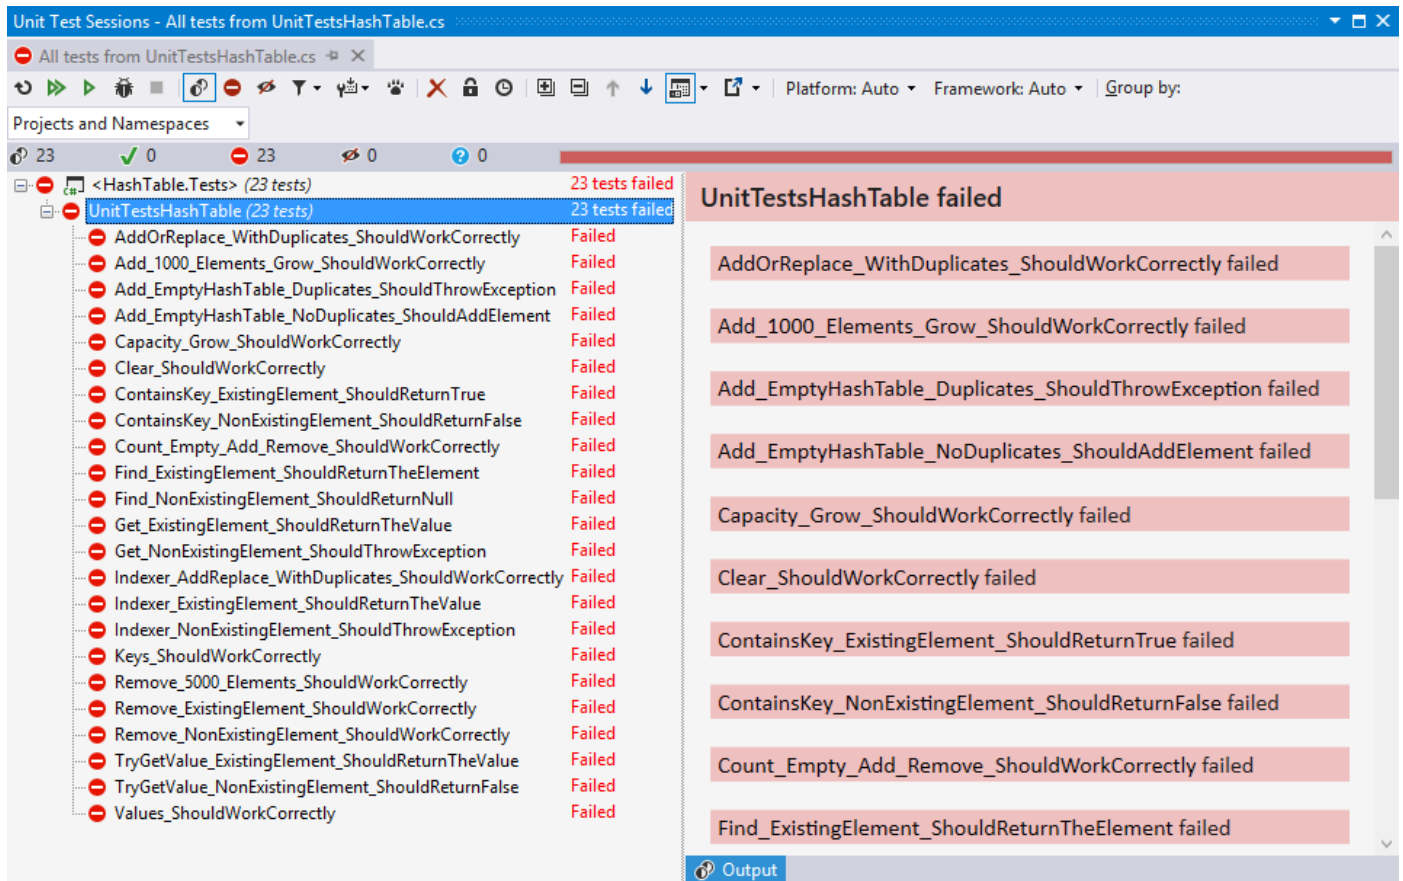 Unit Test Sessions - All tests from UnitTestsHashTable.cs
All tests from UnitTestsHashTable.cs
Platform: Auto Framework: Auto Group by:
Projects and Namespaces
23 0 23 0 0
<HashTable.Tests> (23 tests) 23 tests failed
UnitTestsHashTable (23 tests) 23 tests failed
AddOrReplace_WithDuplicates_ShouldWorkCorrectly Failed
Add_1000_Elements_Grow_ShouldWorkCorrectly Failed
Add_EmptyHashTable_Duplicates_ShouldThrowException Failed
Add_EmptyHashTable_NoDuplicates_ShouldAddElement Failed
Capacity_Grow_ShouldWorkCorrectly Failed
Clear_ShouldWorkCorrectly Failed
ContainsKey_ExistingElement_ShouldReturnTrue Failed
ContainsKey_NonExistingElement_ShouldReturnFalse Failed
Count_Empty_Add_Remove_ShouldWorkCorrectly Failed
Find_ExistingElement_ShouldReturnTheElement Failed
Find_NonExistingElement_ShouldReturnNull Failed
Get_ExistingElement_ShouldReturnTheValue Failed
Get_NonExistingElement_ShouldThrowException Failed
Indexer_AddReplace_WithDuplicates_ShouldWorkCorrectly Failed
Indexer_ExistingElement_ShouldReturnTheValue Failed
Indexer_NonExistingElement_ShouldThrowException Failed
Keys_ShouldWorkCorrectly Failed
Remove_5000_Elements_ShouldWorkCorrectly Failed
Remove_ExistingElement_ShouldWorkCorrectly Failed
Remove_NonExistingElement_ShouldWorkCorrectly Failed
TryGetValue_ExistingElement_ShouldReturnTheValue Failed
TryGetValue_NonExistingElement_ShouldReturnFalse Failed
Values_ShouldWorkCorrectly Failed
UnitTestsHashTable failed
AddOrReplace_WithDuplicates_ShouldWorkCorrectly failed
Add_1000_Elements_Grow_ShouldWorkCorrectly failed
Add_EmptyHashTable_Duplicates_ShouldThrowException failed
Add_EmptyHashTable_NoDuplicates_ShouldAddElement failed
Capacity_Grow_ShouldWorkCorrectly failed
Clear_ShouldWorkCorrectly failed
ContainsKey_ExistingElement_ShouldReturnTrue failed
ContainsKey_NonExistingElement_ShouldReturnFalse failed
Count_Empty_Add_Remove_ShouldWorkCorrectly failed
Find_ExistingElement_ShouldReturnTheElement failed
Output